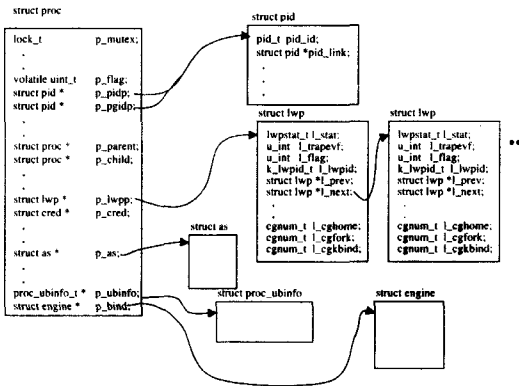 struct proc
lock_t p_mutex;
.
.
volatile uint_t p_flag;
struct pid * p_pidp;
struct pid * p_pgidp;
.
.
struct proc * p_parent;
struct proc * p_child;
.
.
struct lwp * p_lwpp;
struct cred * p_cred;
.
.
struct as * p_as;
.
.
proc_ubinfo_t * p_ubinfo;
struct engine * p_bind;
struct pid
pid_t pid_id;
struct pid *pid_link;
.
.
.
struct lwp
lwpstat_t l_stat;
u_int l_trapevf;
u_int l_flag;
k_lwpid_t l_lwpid;
struct lwp *l_prev;
struct lwp *l_next;
.
.
cgnum_t l_cghome;
cgnum_t l_cgfork;
cgnum_t l_cgkbind;
struct lwp
lwpstat_t l_stat;
u_int l_trapevf;
u_int l_flag;
k_lwpid_t l_lwpid;
struct lwp *l_prev;
struct lwp *l_next;
.
.
cgnum_t l_cghome;
cgnum_t l_cgfork;
cgnum_t l_cgkbind;
struct as
struct proc_ubinfo
struct engine